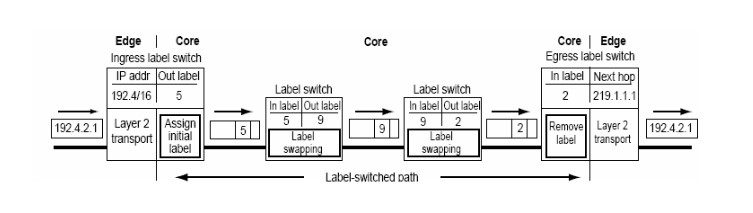 Edge | Core
Core
Core | Edge
Ingress label switch
Egress label switch
IP addr Out label
192.4/16 5
Label switch
In label Out label
5 9
Label switch
In label Out label
9 2
In label Next hop
2 219.1.1.1
192.4.2.1
Layer 2
transport
Assign
initial
label
5
Label
swapping
9
Label
swapping
2
Remove
label
Layer 2
transport
192.4.2.1
Label-switched path